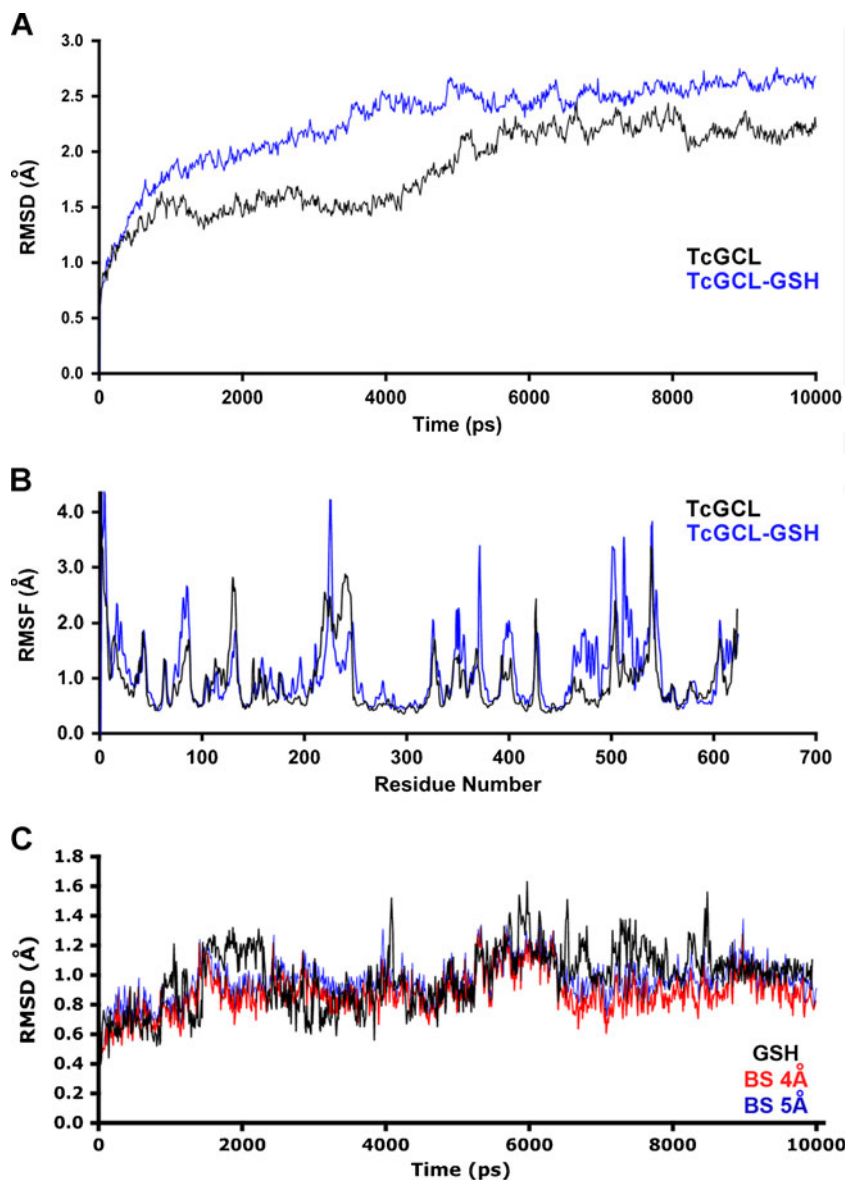 A
3.0
2.5
2.0
1.5
1.0
0.5
0.0
RMSD (Å)
TcGCL
TcGCL-GSH
0 2000 4000 6000 8000 10000
Time (ps)
B
4.0
3.0
2.0
1.0
0.0
RMSF (Å)
TcGCL
TcGCL-GSH
0 100 200 300 400 500 600 700
Residue Number
C
1.8
1.6
1.4
1.2
1.0
0.8
0.6
0.4
0.2
0.0
RMSD (Å)
GSH
BS 4Å
BS 5Å
0 2000 4000 6000 8000 10000
Time (ps)